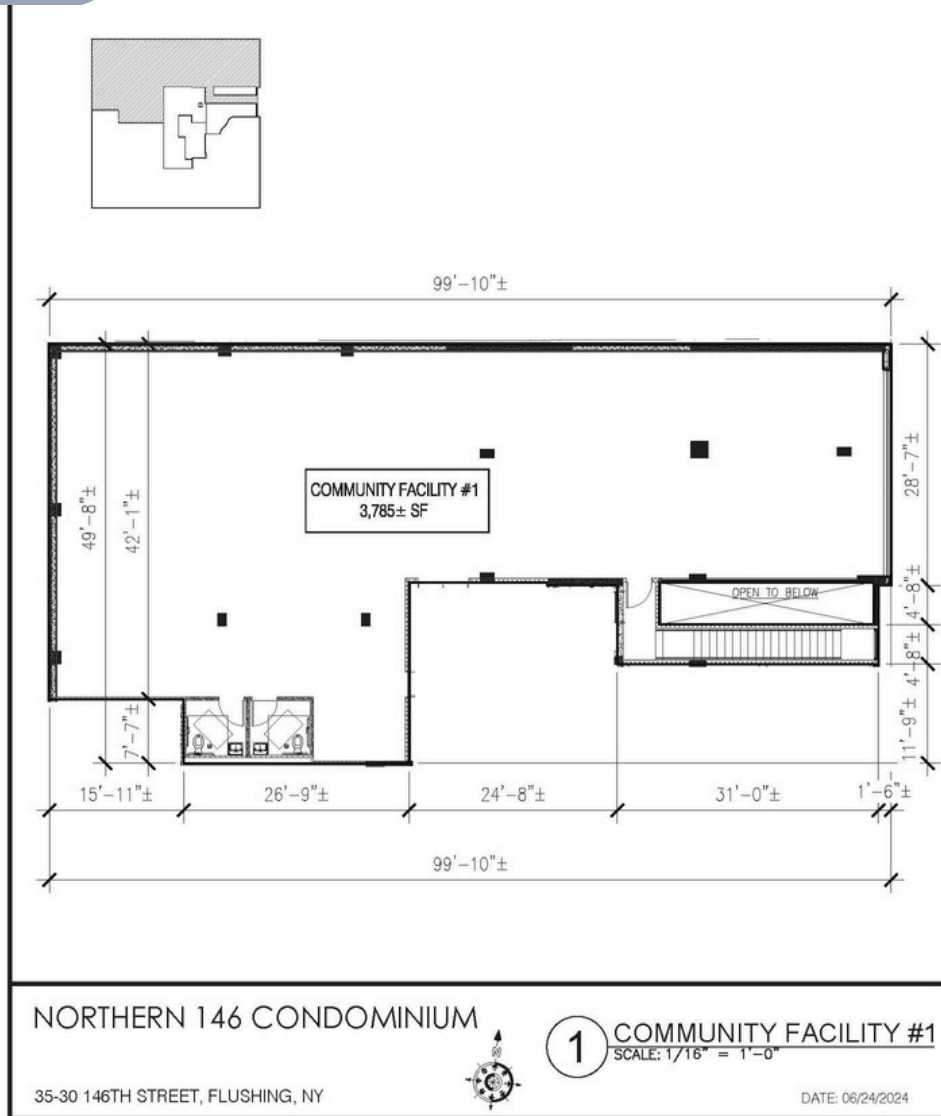 99'-10"±
49'-8"±
42'-1"±
28'-7"±
COMMUNITY FACILITY #1
3,785± SF
OPEN TO BELOW
4'-8"±
4'-8"±
7'-7"±
11'-9"±
15'-11"±
26'-9"±
24'-8"±
31'-0"±
1'-6"±
99'-10"±
NORTHERN 146 CONDOMINIUM
N
1
COMMUNITY FACILITY #1
SCALE: 1/16" = 1'-0"
35-30 146TH STREET, FLUSHING, NY
DATE: 06/24/2024